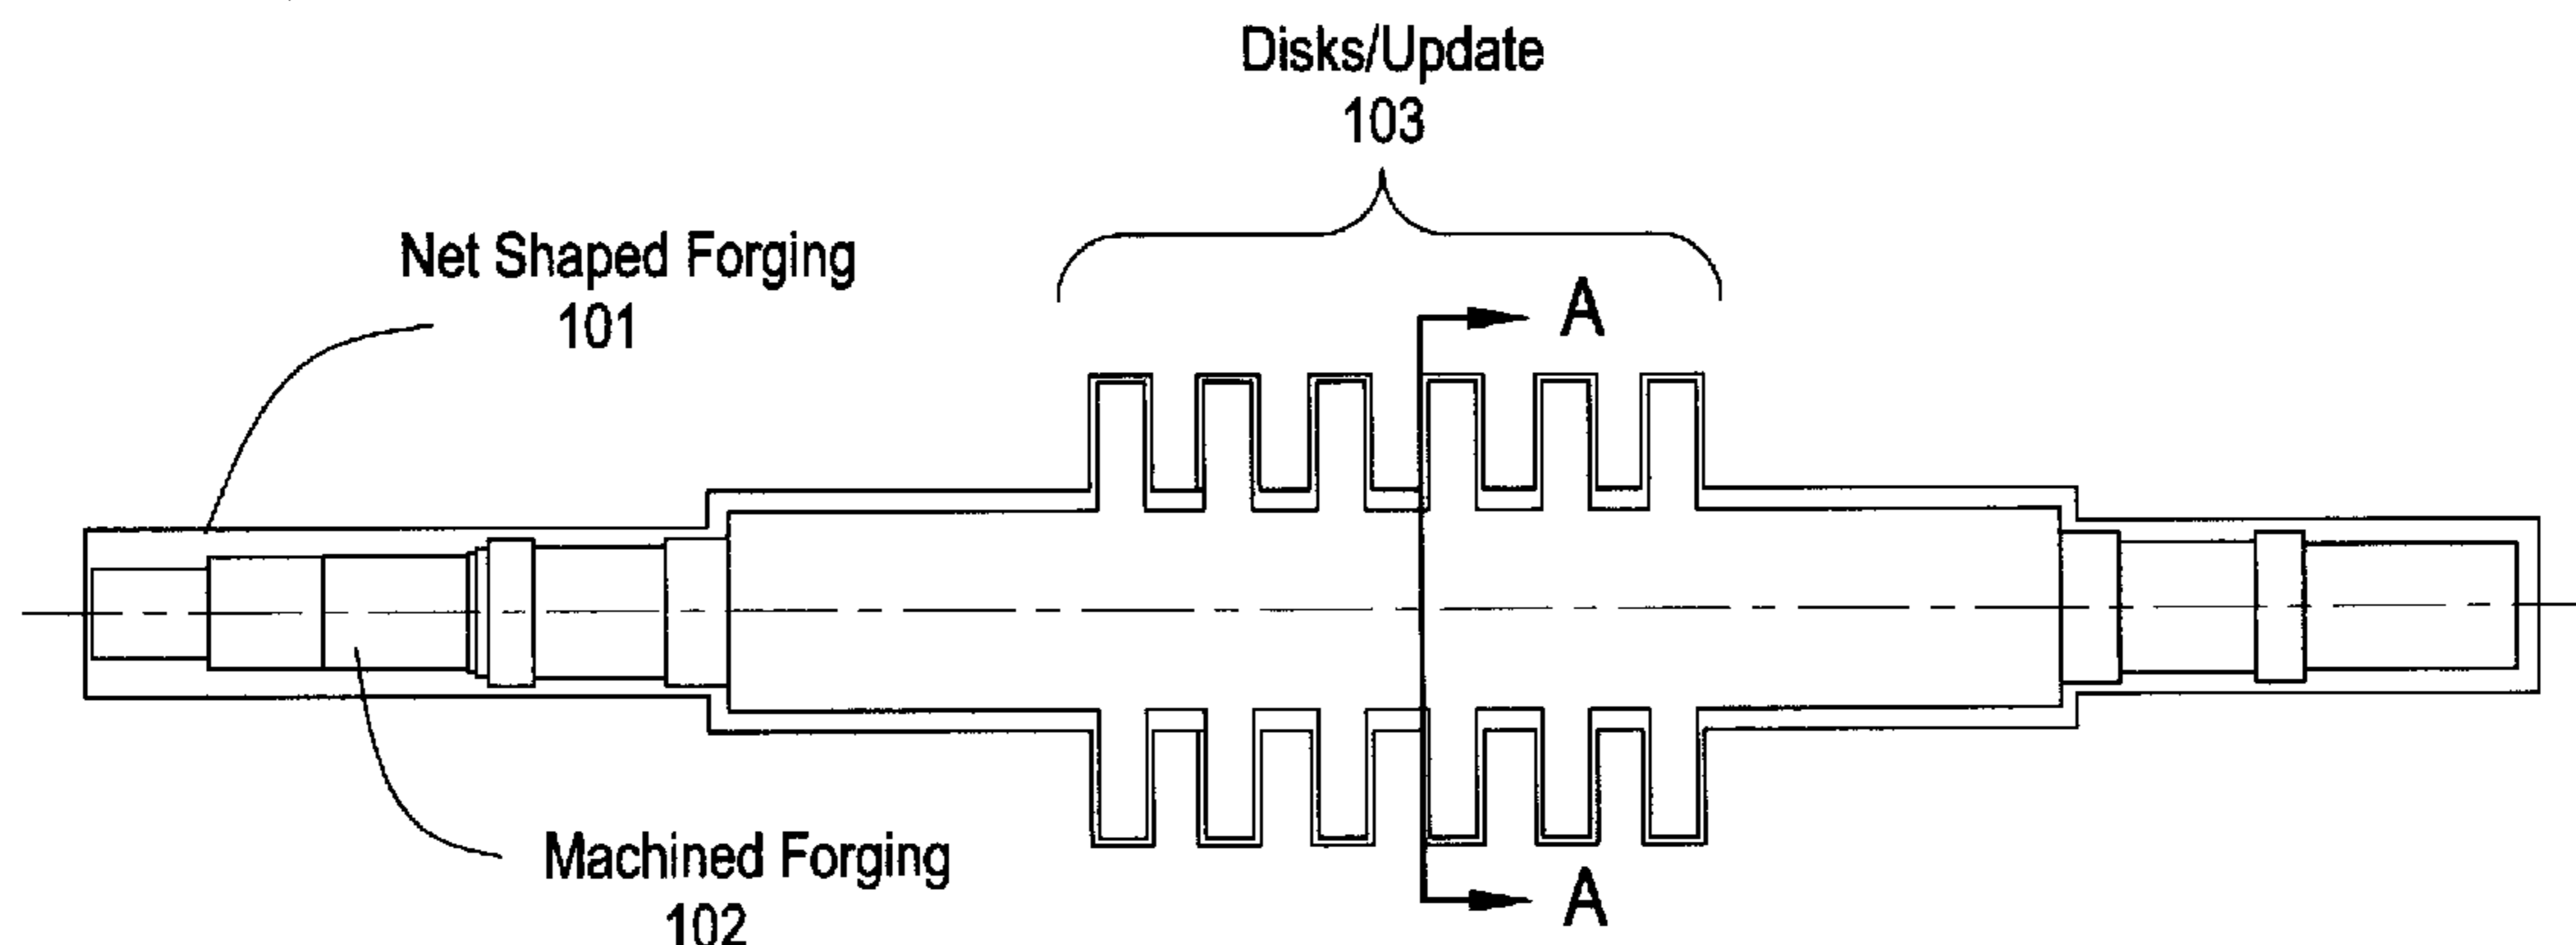 Disks/Update
103
Net Shaped Forging
101
A
A
Machined Forging
102